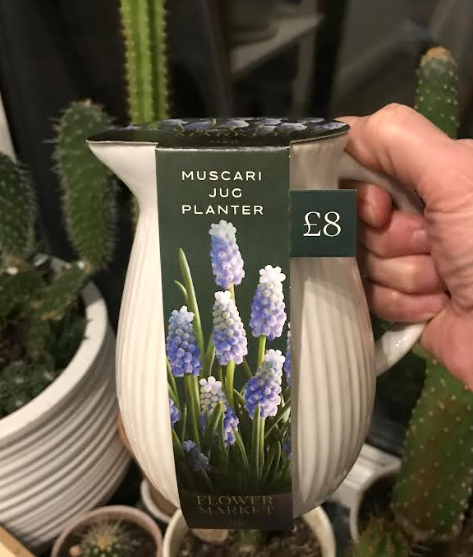 MUSCARI
JUG
PLANTER
£8
FLOWER
MARKET